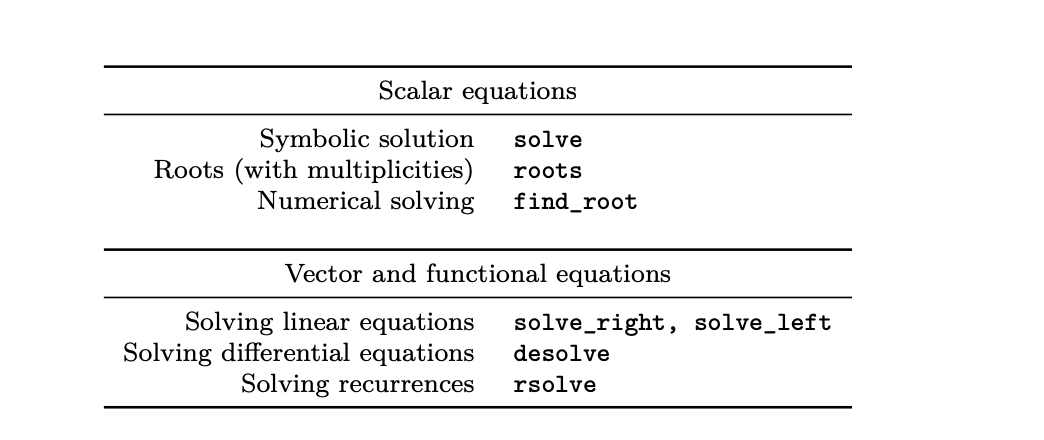 Scalar equations
Symbolic solution solve
Roots (with multiplicities) roots
Numerical solving find_root
Vector and functional equations
Solving linear equations solve_right, solve_left
Solving differential equations desolve
Solving recurrences rsolve